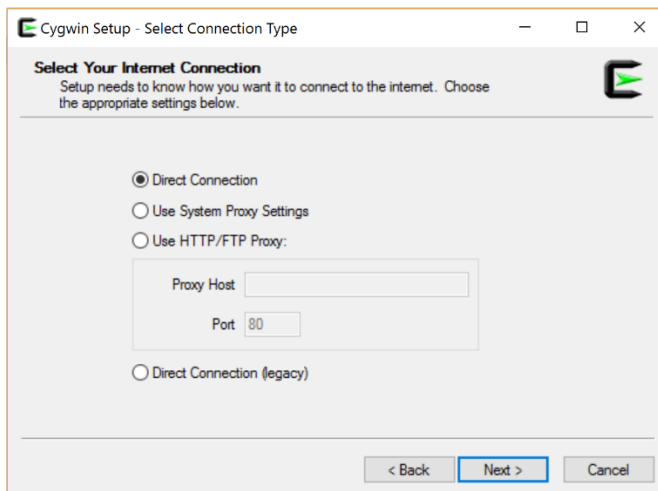 Cygwin Setup - Select Connection Type
Select Your Internet Connection
Setup needs to know how you want it to connect to the internet. Choose
the appropriate settings below.
Direct Connection
Use System Proxy Settings
Use HTTP/FTP Proxy:
Proxy Host
Port 80
Direct Connection (legacy)
< Back Next > Cancel